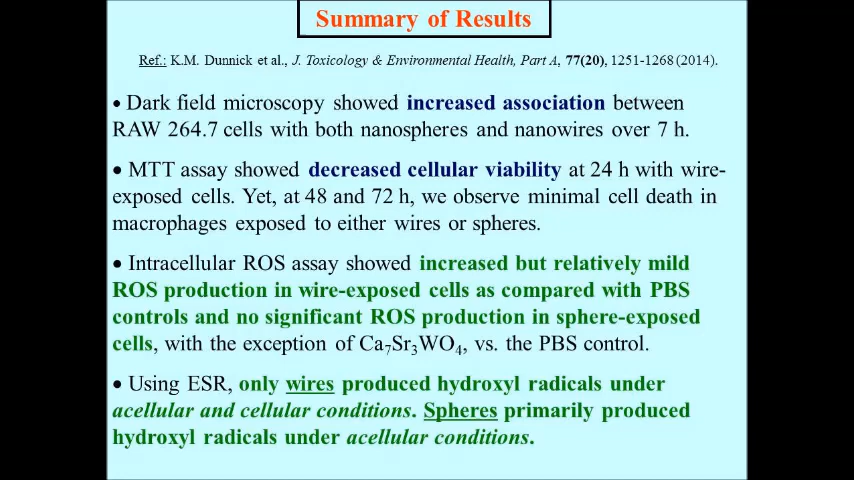 Summary of Results
Ref.: K.M. Dunnick et al., J. Toxicology & Environmental Health, Part A, 77(20), 1251-1268 (2014).
• Dark field microscopy showed increased association between
RAW 264.7 cells with both nanospheres and nanowires over 7 h.
• MTT assay showed decreased cellular viability at 24 h with wire-
exposed cells. Yet, at 48 and 72 h, we observe minimal cell death in
macrophages exposed to either wires or spheres.
• Intracellular ROS assay showed increased but relatively mild
ROS production in wire-exposed cells as compared with PBS
controls and no significant ROS production in sphere-exposed
cells, with the exception of Ca₇Sr₃WO₄, vs. the PBS control.
• Using ESR, only wires produced hydroxyl radicals under
acellular and cellular conditions. Spheres primarily produced
hydroxyl radicals under acellular conditions.